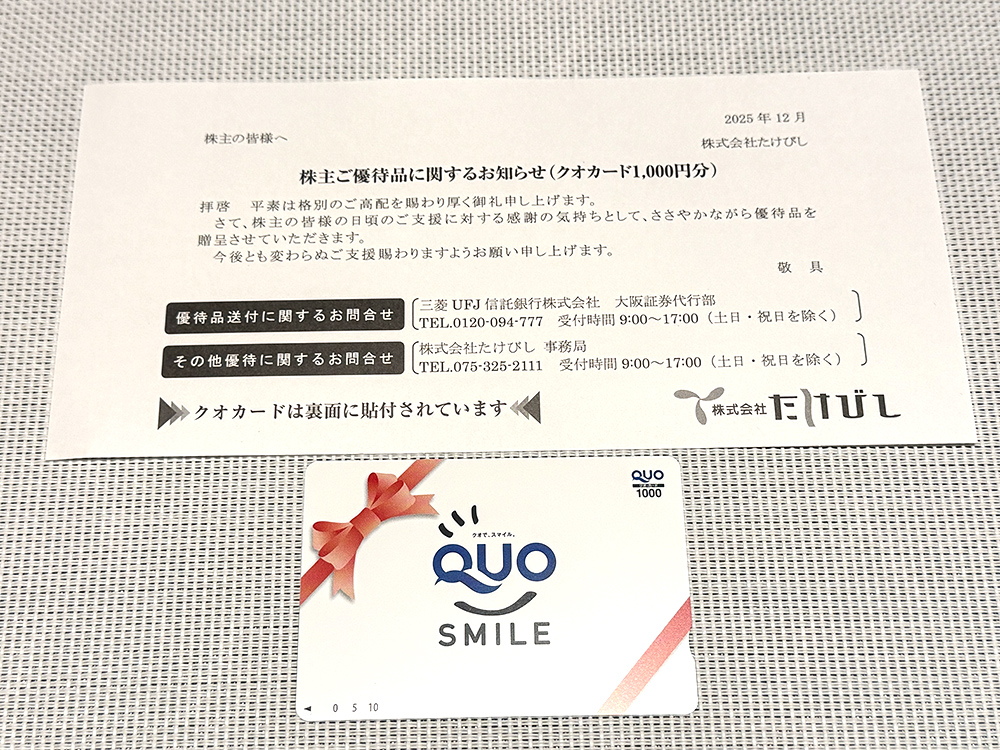 2025年12月
株主の皆様へ
株式会社たけびし
株主ご優待品に関するお知らせ（クオカード1,000円分）
拝啓　平素は格別のご高配を賜わり厚く御礼申し上げます。
さて、株主の皆様の日頃のご支援に対する感謝の気持ちとして、ささやかながら優待品を
贈呈させていただきます。
今後とも変わらぬご支援賜わりますようお願い申し上げます。
敬　具
優待品送付に関するお問合せ
三菱UFJ信託銀行株式会社　大阪証券代行部
TEL.0120-094-777　受付時間9:00～17:00（土日・祝日を除く）
その他優待に関するお問合せ
株式会社たけびし 事務局
TEL.075-325-2111　受付時間9:00～17:00（土日・祝日を除く）
クオカードは裏面に貼付されています
株式会社たけびし
QUO
クオカード
1000
クオで、スマイル。
QUO
SMILE
0 5 10